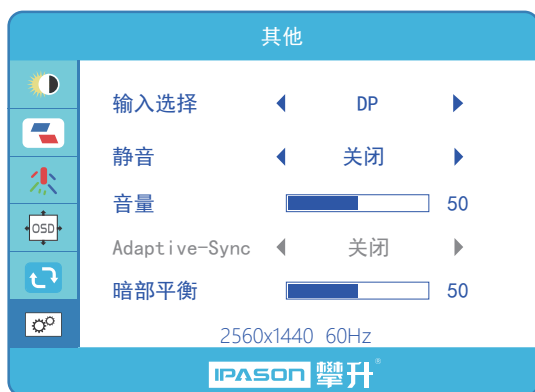 其他
输入选择 DP
静音 关闭
音量 50
OSD
Adaptive-Sync 关闭
暗部平衡 50
2560x1440 60Hz
IPASON 攀升®